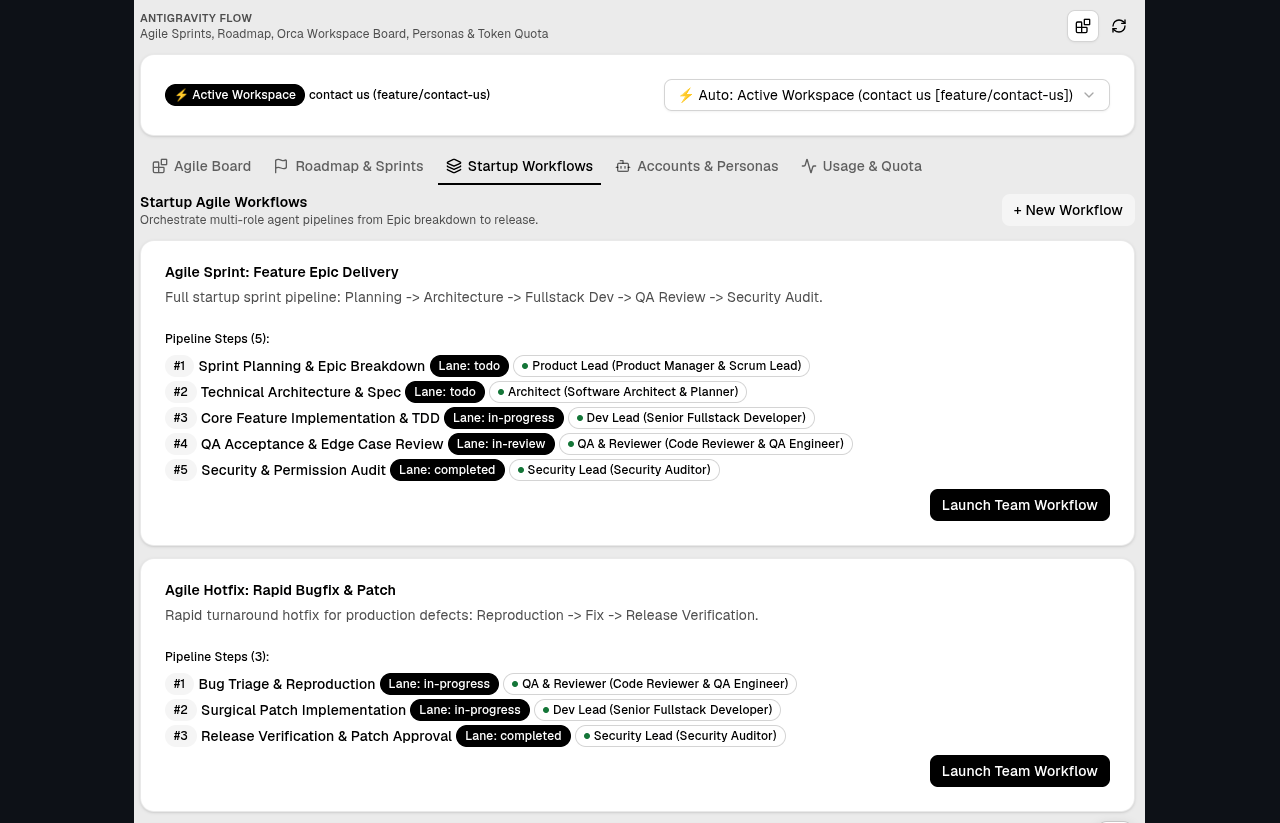 ANTIGRAVITY FLOW
Agile Sprints, Roadmap, Orca Workspace Board, Personas & Token Quota
⚡ Active Workspace contact us (feature/contact-us)
⚡ Auto: Active Workspace (contact us [feature/contact-us])
Agile Board Roadmap & Sprints Startup Workflows Accounts & Personas Usage & Quota
Startup Agile Workflows
Orchestrate multi-role agent pipelines from Epic breakdown to release.
+ New Workflow
Agile Sprint: Feature Epic Delivery
Full startup sprint pipeline: Planning -> Architecture -> Fullstack Dev -> QA Review -> Security Audit.
Pipeline Steps (5):
#1 Sprint Planning & Epic Breakdown Lane: todo Product Lead (Product Manager & Scrum Lead)
#2 Technical Architecture & Spec Lane: todo Architect (Software Architect & Planner)
#3 Core Feature Implementation & TDD Lane: in-progress Dev Lead (Senior Fullstack Developer)
#4 QA Acceptance & Edge Case Review Lane: in-review QA & Reviewer (Code Reviewer & QA Engineer)
#5 Security & Permission Audit Lane: completed Security Lead (Security Auditor)
Launch Team Workflow
Agile Hotfix: Rapid Bugfix & Patch
Rapid turnaround hotfix for production defects: Reproduction -> Fix -> Release Verification.
Pipeline Steps (3):
#1 Bug Triage & Reproduction Lane: in-progress QA & Reviewer (Code Reviewer & QA Engineer)
#2 Surgical Patch Implementation Lane: in-progress Dev Lead (Senior Fullstack Developer)
#3 Release Verification & Patch Approval Lane: completed Security Lead (Security Auditor)
Launch Team Workflow